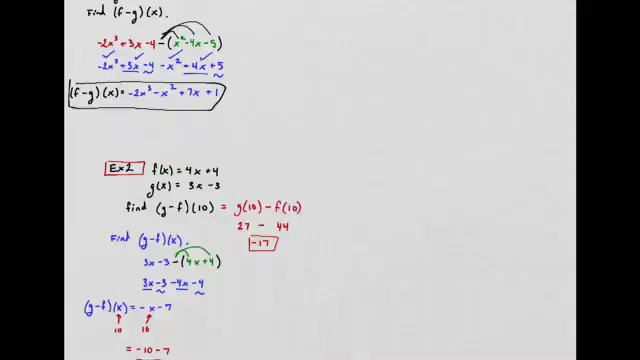 Find (f-g)(x).
-2x³+3x-4-(x²-4x-5)
-2x³+3x-4-x²+4x+5
(f-g)(x)=-2x³-x²+7x+1
Ex2
f(x)=4x+4
g(x)=3x-3
find (g-f)(10) = g(10)-f(10)
27 - 44
-17
Find (g-f)(x).
3x-3-(4x+4)
3x-3-4x-4
(g-f)(x)=-x-7
10 10
=-10-7